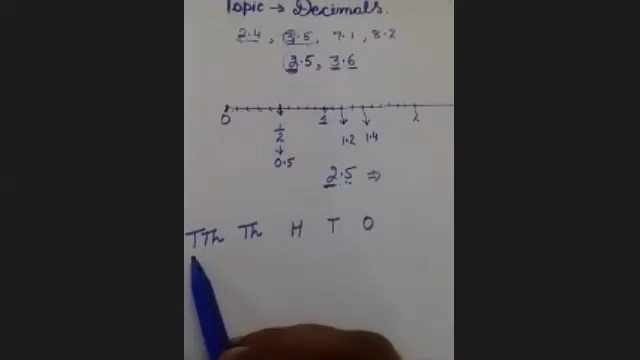 Topic → Decimals.
2.4, 3.5, 7.1, 8.2
2.5, 3.6
0 1 2
1/2 1.2 1.4
↓
0.5
2.5 ⇒
TTh Th H T O